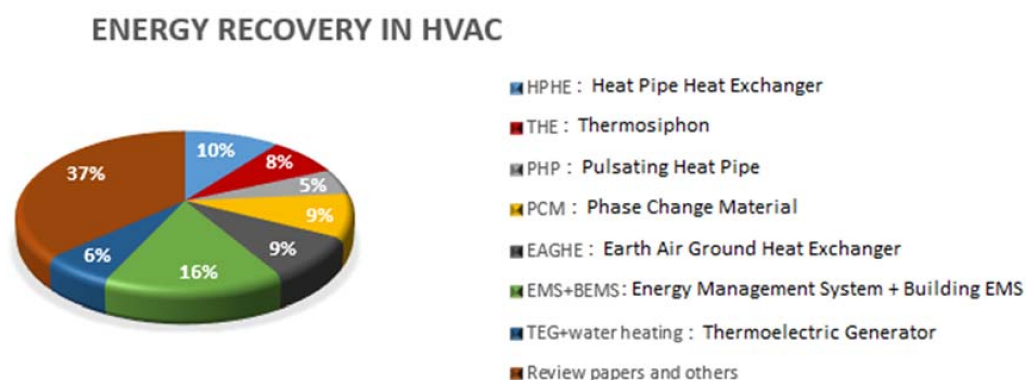 ENERGY RECOVERY IN HVAC
10%
8%
5%
9%
9%
16%
6%
37%
HPHE : Heat Pipe Heat Exchanger
THE : Thermosiphon
PHP : Pulsating Heat Pipe
PCM : Phase Change Material
EAGHE : Earth Air Ground Heat Exchanger
EMS+BEMS : Energy Management System + Building EMS
TEG+water heating : Thermoelectric Generator
Review papers and others